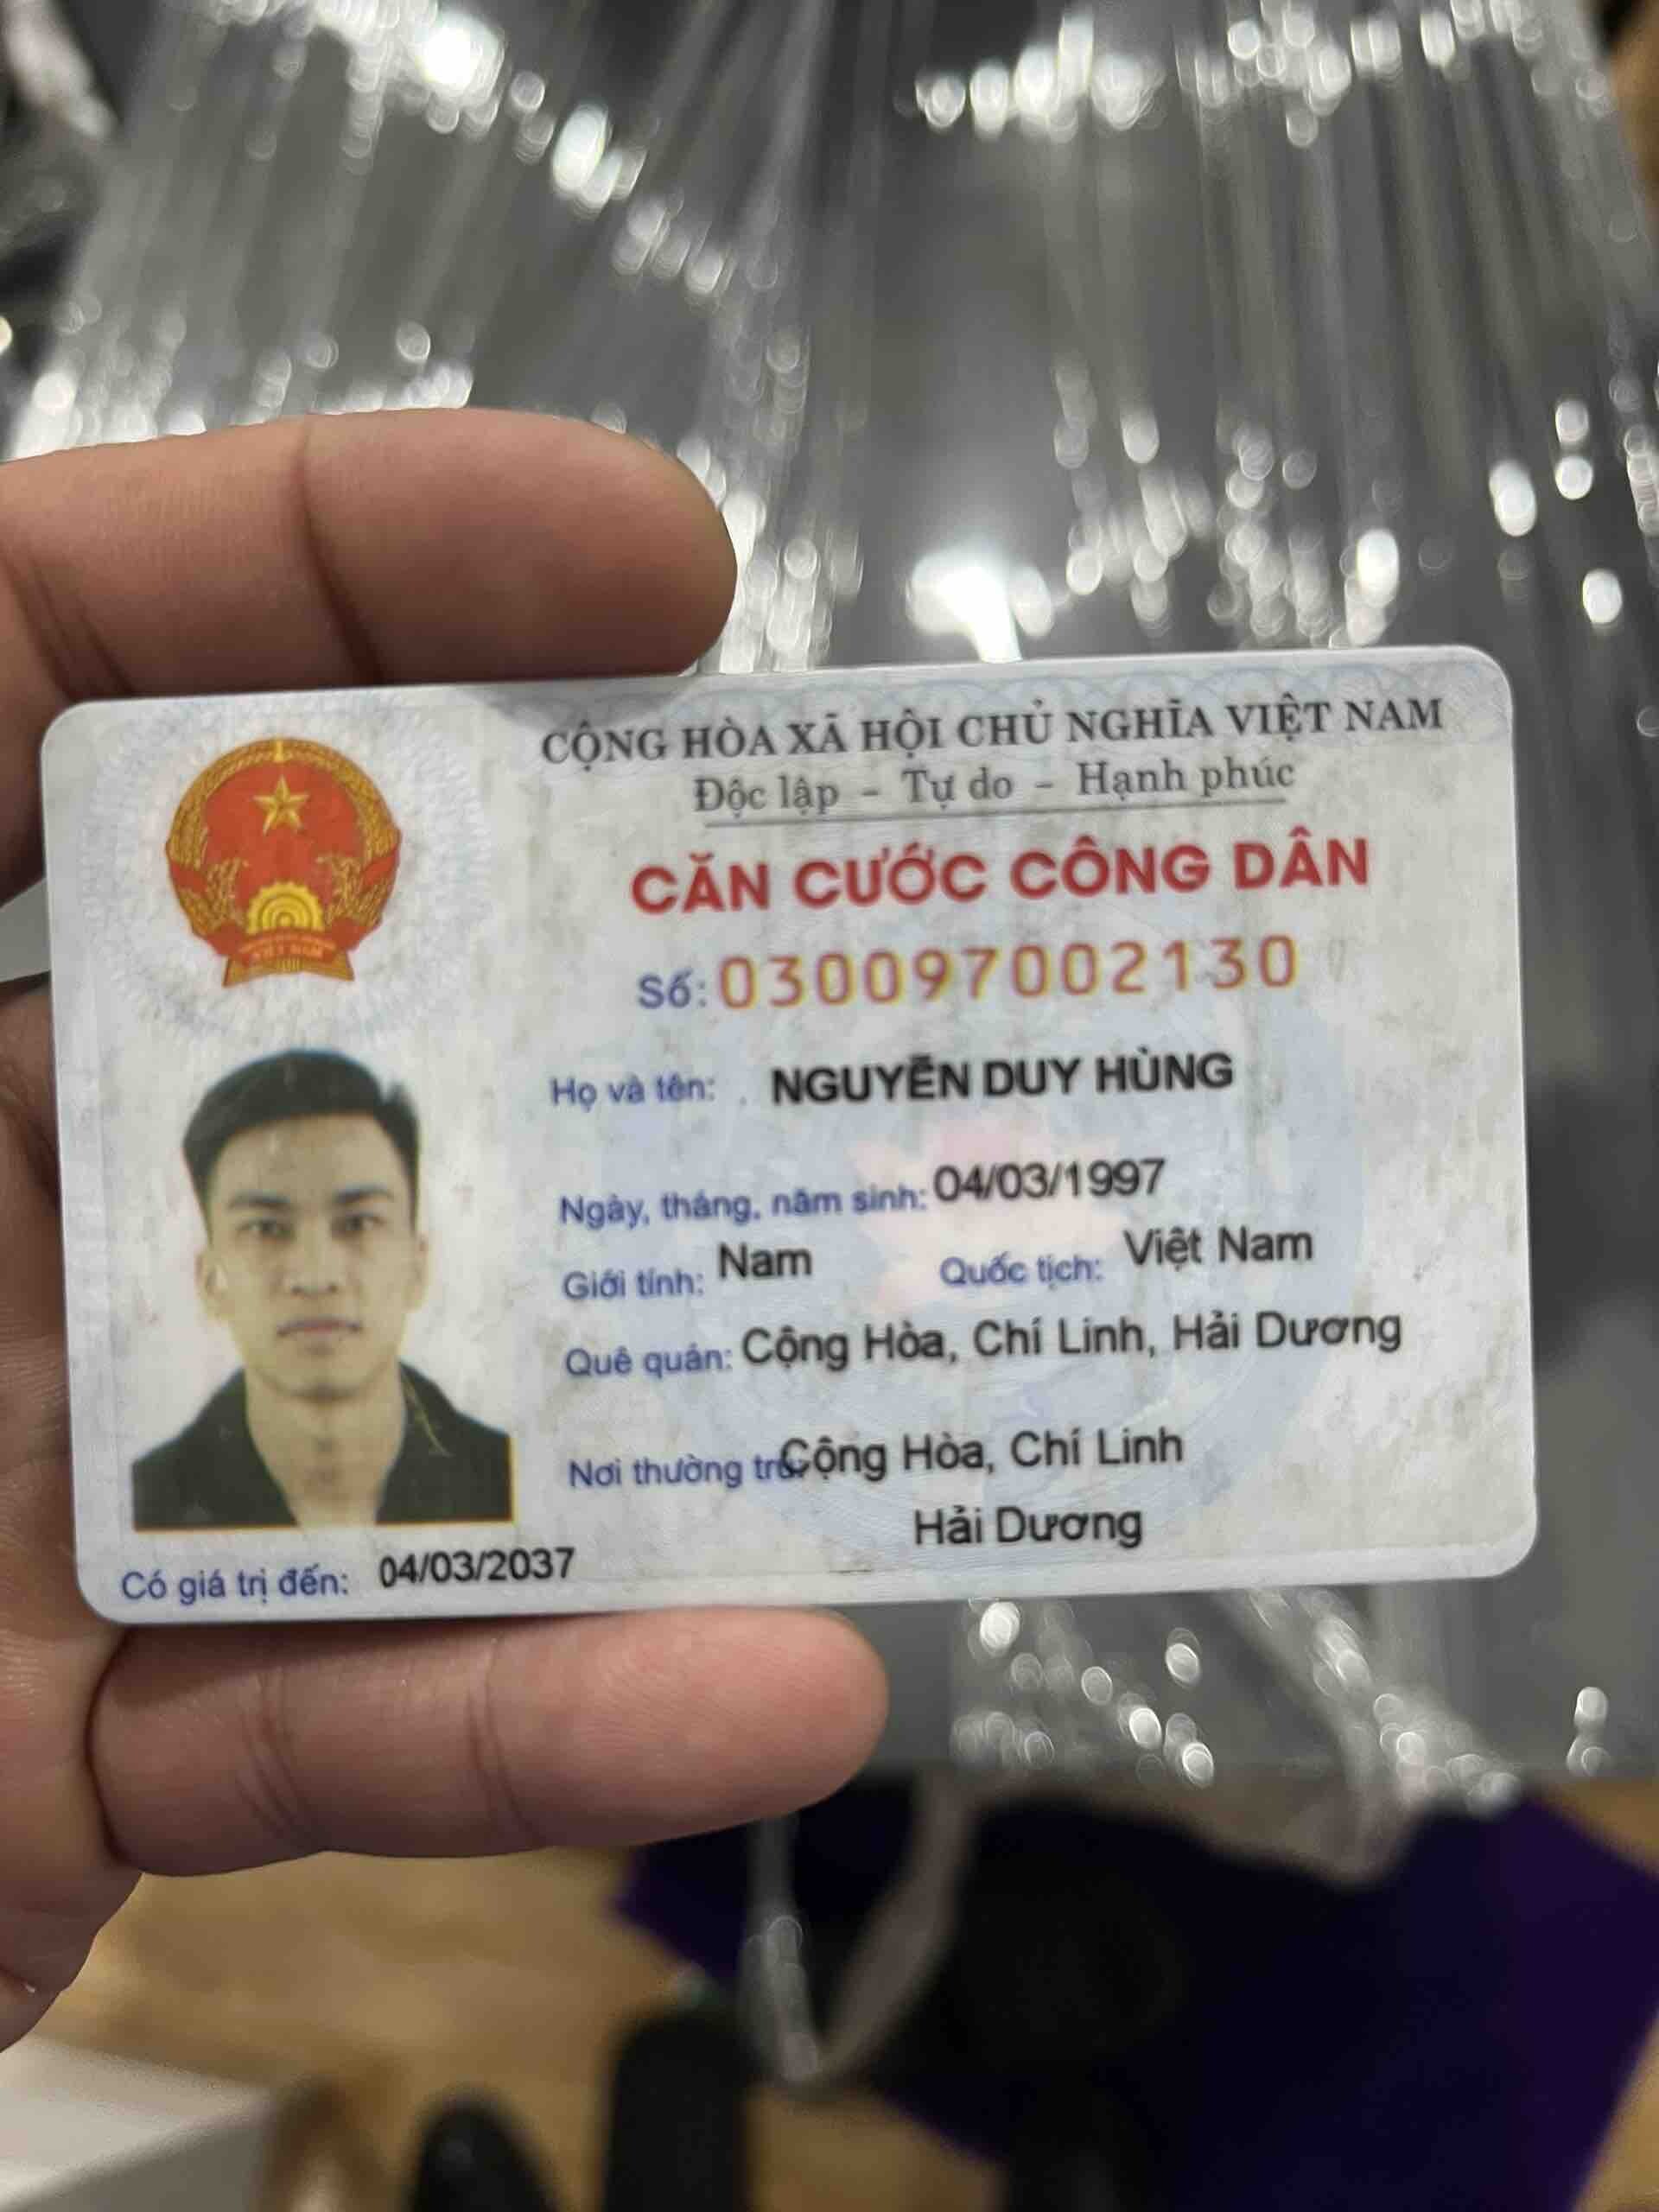 CỘNG HÒA XÃ HỘI CHỦ NGHĨA VIỆT NAM
Độc lập - Tự do - Hạnh phúc
CĂN CƯỚC CÔNG DÂN
Số: 030097002130
Họ và tên: NGUYỄN DUY HÙNG
Ngày, tháng, năm sinh: 04/03/1997
Giới tính: Nam Quốc tịch: Việt Nam
Quê quán: Cộng Hòa, Chí Linh, Hải Dương
Nơi thường trú: Cộng Hòa, Chí Linh
Hải Dương
Có giá trị đến: 04/03/2037